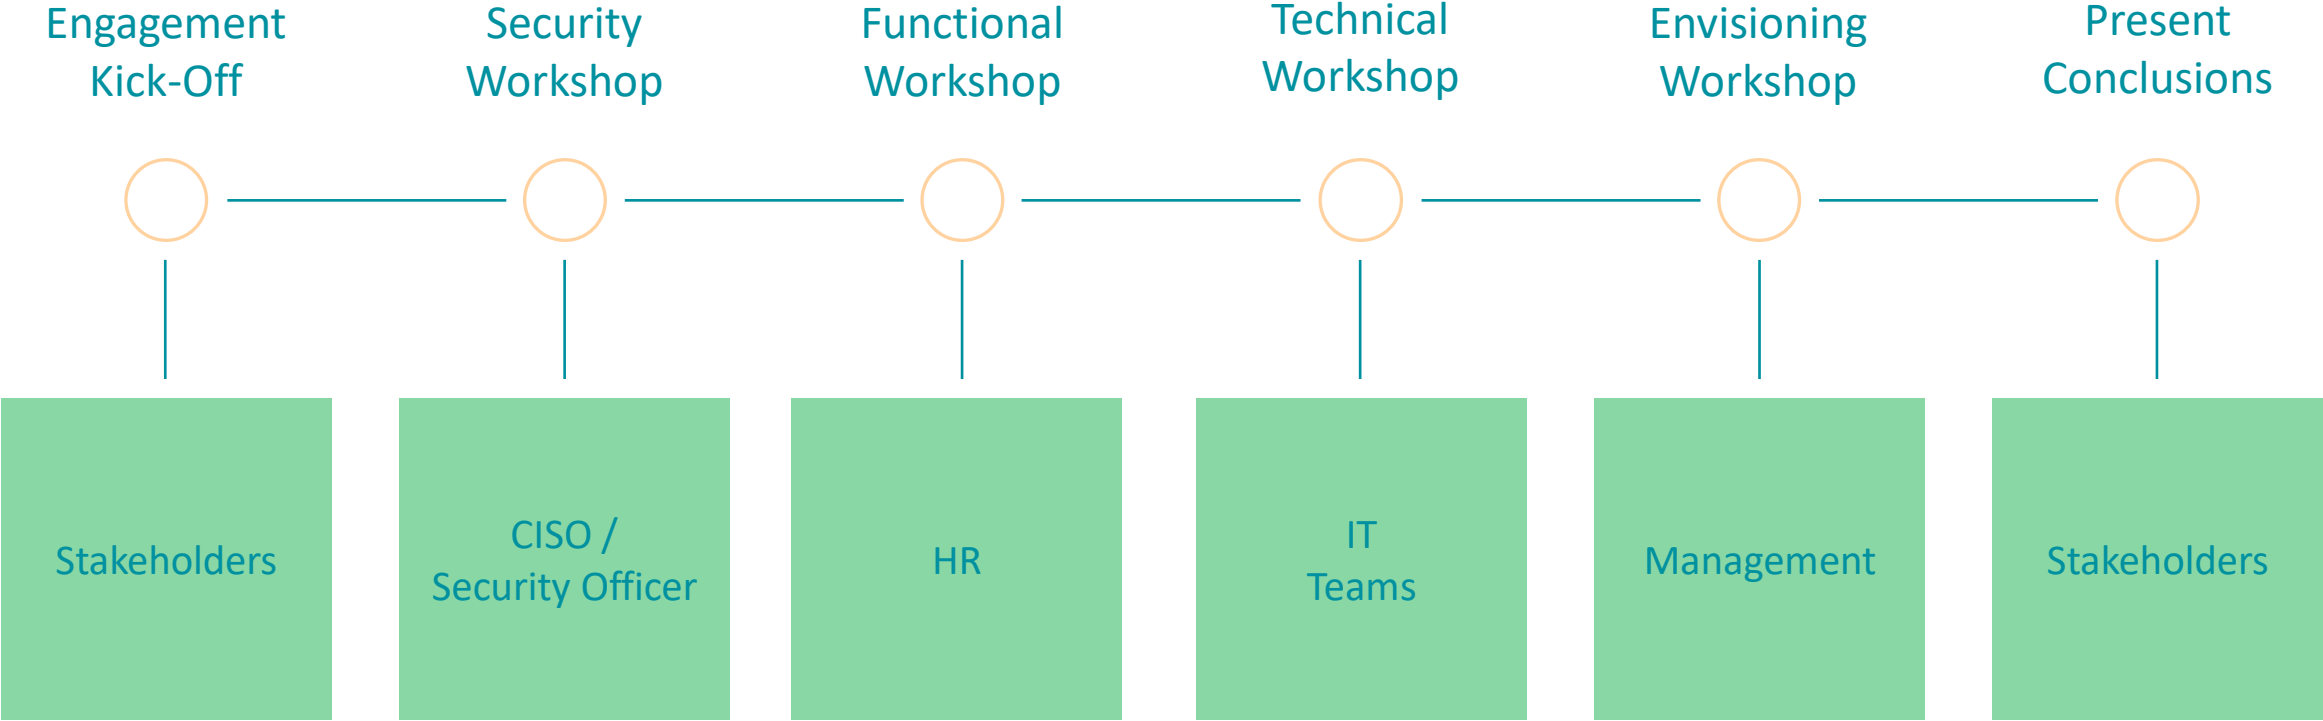 Engagement
Kick-Off
Security
Workshop
Functional
Workshop
Technical
Workshop
Envisioning
Workshop
Present
Conclusions
Stakeholders
CISO /
Security Officer
HR
IT
Teams
Management
Stakeholders